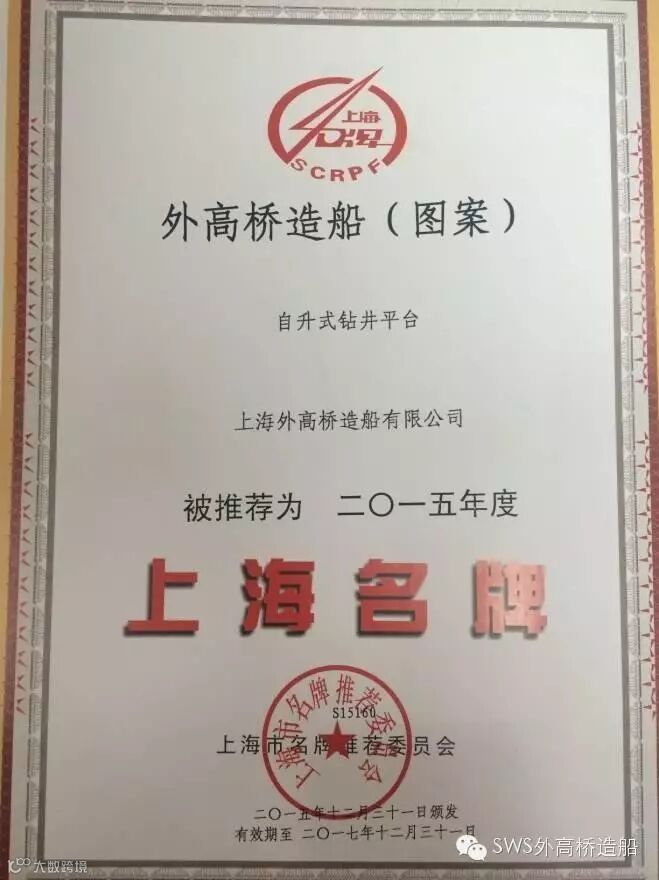 上海
名牌
SCRPF
外高桥造船（图案）
自升式钻井平台
上海外高桥造船有限公司
被推荐为 二〇一五年度
上海名牌
上海市名牌推荐委员会
S15160
上海市名牌推荐委员会
二〇一五年十二月三十一日颁发
有效期至 二〇一七年十二月三十一日
SWS外高桥造船
大数跨境